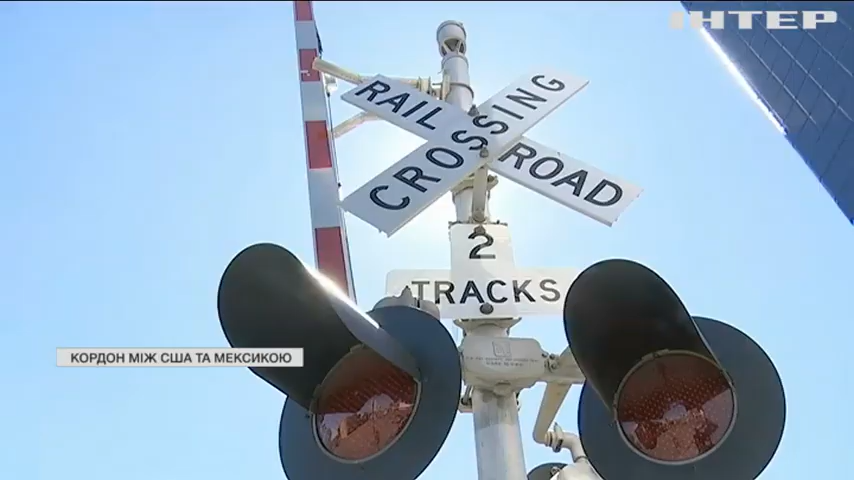 ІНТЕР
RAIL ROAD
CROSSING
2
TRACKS
КОРДОН МІЖ США ТА МЕКСИКОЮ